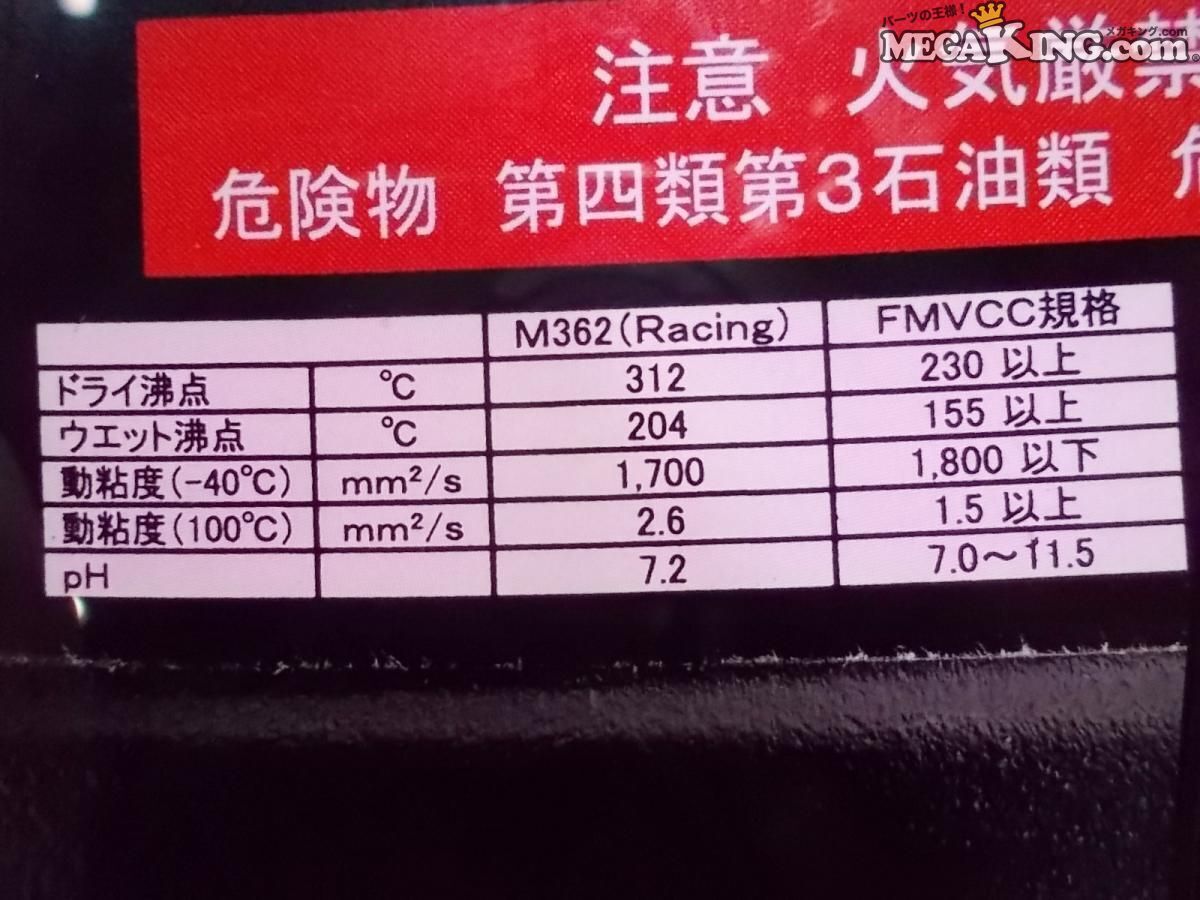 パーツの王様！
メガキング.com
MEGAKING.com
注意 火気厳禁
危険物 第四類第3石油類 危
M362(Racing) FMVCC規格
ドライ沸点 ℃ 312 230 以上
ウエット沸点 ℃ 204 155 以上
動粘度(-40℃) mm²/s 1,700 1,800 以下
動粘度(100℃) mm²/s 2.6 1.5 以上
pH 7.2 7.0～11.5